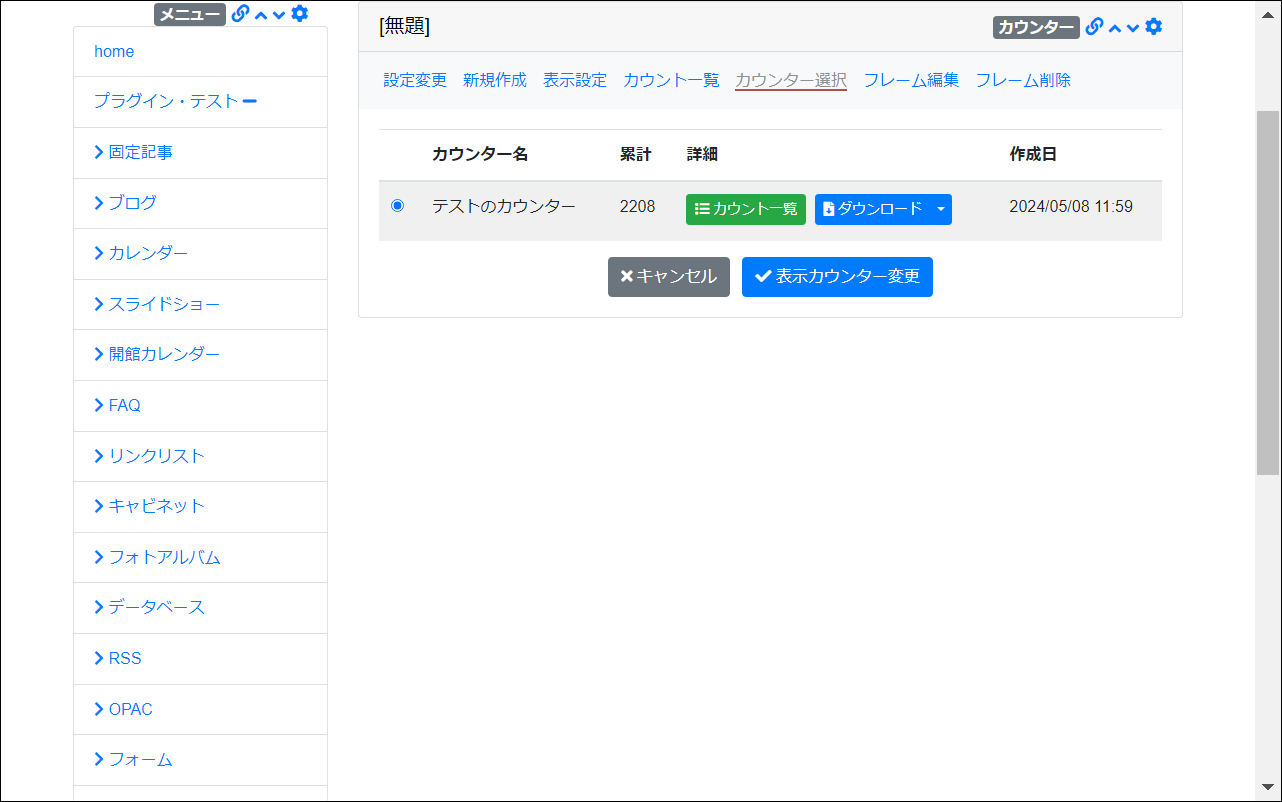 メニュー
home
プラグイン・テスト
固定記事
ブログ
カレンダー
スライドショー
開館カレンダー
FAQ
リンクリスト
キャビネット
フォトアルバム
データベース
RSS
OPAC
フォーム
[無題]
カウンター
設定変更 新規作成 表示設定 カウント一覧 カウンター選択 フレーム編集 フレーム削除
カウンター名 累計 詳細 作成日
テストのカウンター 2208 カウント一覧 ダウンロード 2024/05/08 11:59
キャンセル 表示カウンター変更